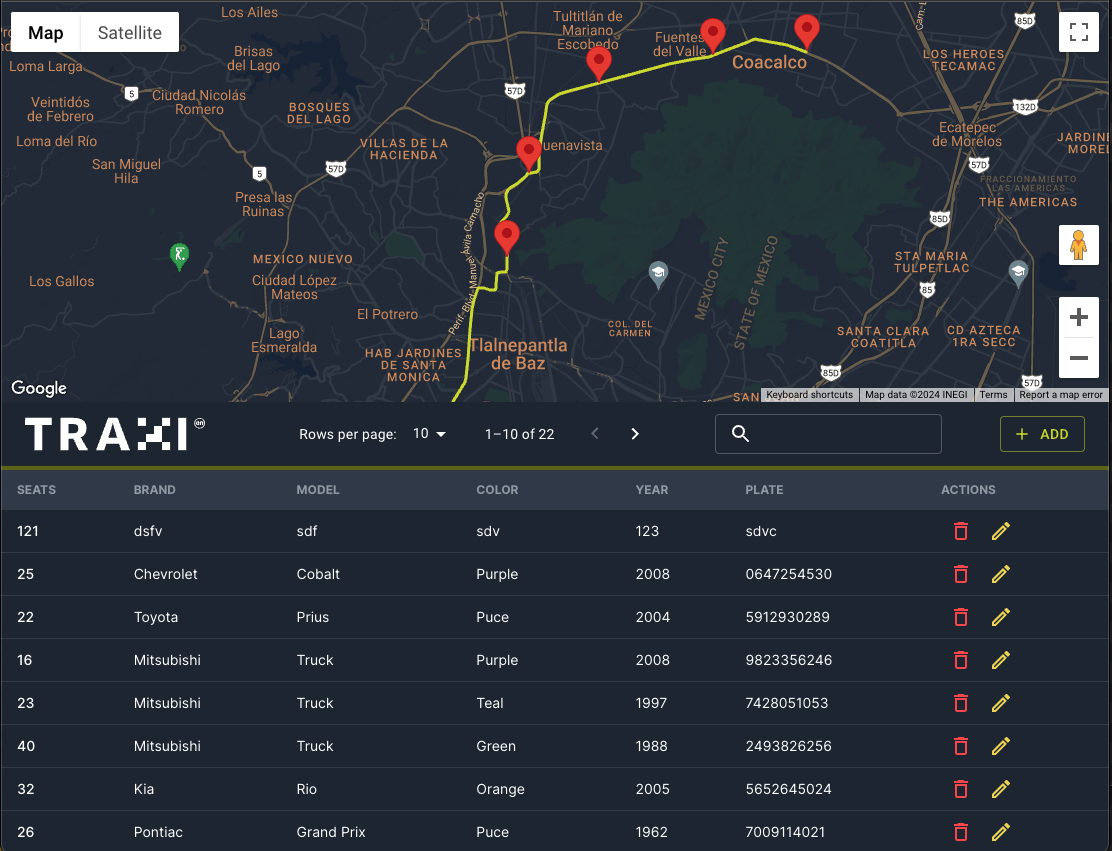 Map
Satellite
Los Ailes
Tultitlán de
Mariano
Escobedo
Fuentes
del Valle
Coacalco
85D
LOS HEROES
TECAMAC
Brisas
del Lago
Loma Larga
5
Ciudad Nicolás
Romero
57D
Veintidós
de Febrero
BOSQUES
DEL LAGO
132D
Ecatepec
de Morelos
Loma del Río
VILLAS DE LA
HACIENDA
uenavista
JARDINE
MOREL
San Miguel
Hila
5
57D
57D
FRACCIONAMIENTO
LAS AMERICAS
THE AMERICAS
Presa las
Ruinas
85D
Perif-Blvd. Manuel Ávila Camacho
MEXICO NUEVO
STA MARIA
TULPETLAC
Los Gallos
Ciudad López
Mateos
85
MEXICO CITY
STATE OF MEXICO
El Potrero
Lago
Esmeralda
COL. DEL
CARMEN
SANTA CLARA
COATITLA
CD AZTECA
1RA SECC
HAB JARDINES
DE SANTA
MONICA
Tlalnepantla
de Baz
85D
57D
SAN
Google
Keyboard shortcuts
Map data ©2024 INEGI
Terms
Report a map error
TRAXI
Rows per page: 10 1–10 of 22
+ ADD
SEATS BRAND MODEL COLOR YEAR PLATE ACTIONS
121 dsfv sdf sdv 123 sdvc
25 Chevrolet Cobalt Purple 2008 0647254530
22 Toyota Prius Puce 2004 5912930289
16 Mitsubishi Truck Purple 2008 9823356246
23 Mitsubishi Truck Teal 1997 7428051053
40 Mitsubishi Truck Green 1988 2493826256
32 Kia Rio Orange 2005 5652645024
26 Pontiac Grand Prix Puce 1962 7009114021